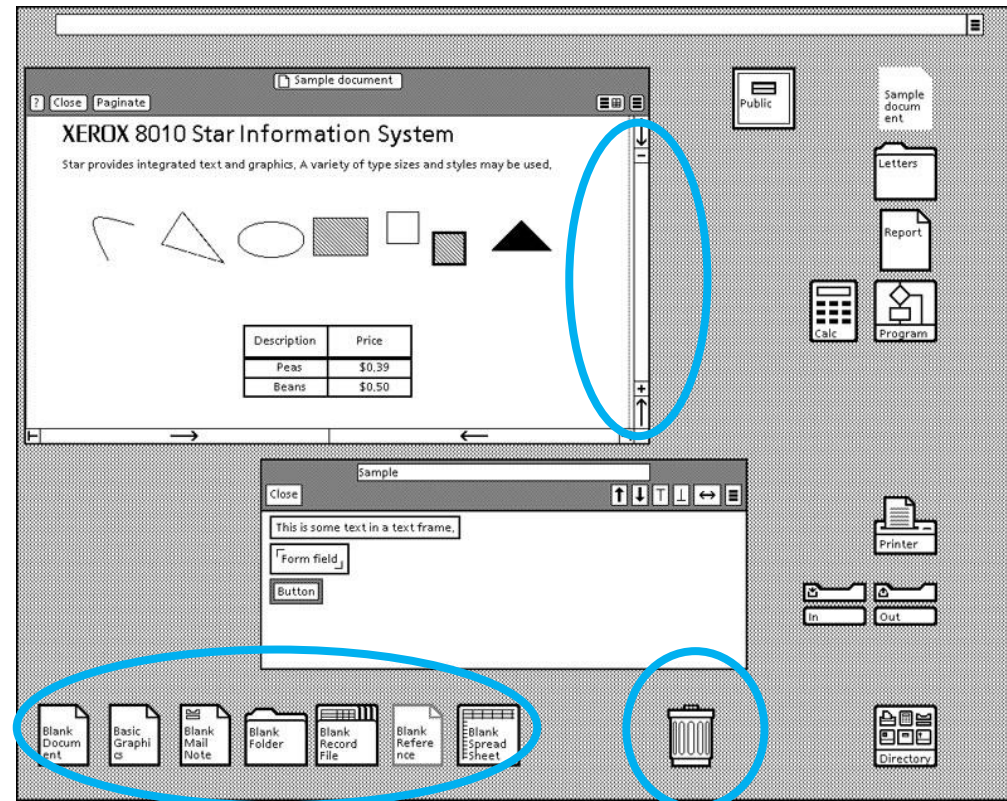 Sample document
? Close Paginate
XEROX 8010 Star Information System
Star provides integrated text and graphics. A variety of type sizes and styles may be used.
Description Price
Peas $0.39
Beans $0.50
Public
Sample
docum
ent
Letters
Report
Calc
Program
Sample
Close
This is some text in a text frame.
Form field
Button
Printer
In
Out
Blank
Docum
ent
Basic
Graphi
cs
Blank
Mail
Note
Blank
Folder
Blank
Record
File
Blank
Refere
nce
Blank
Spread
Sheet
Directory